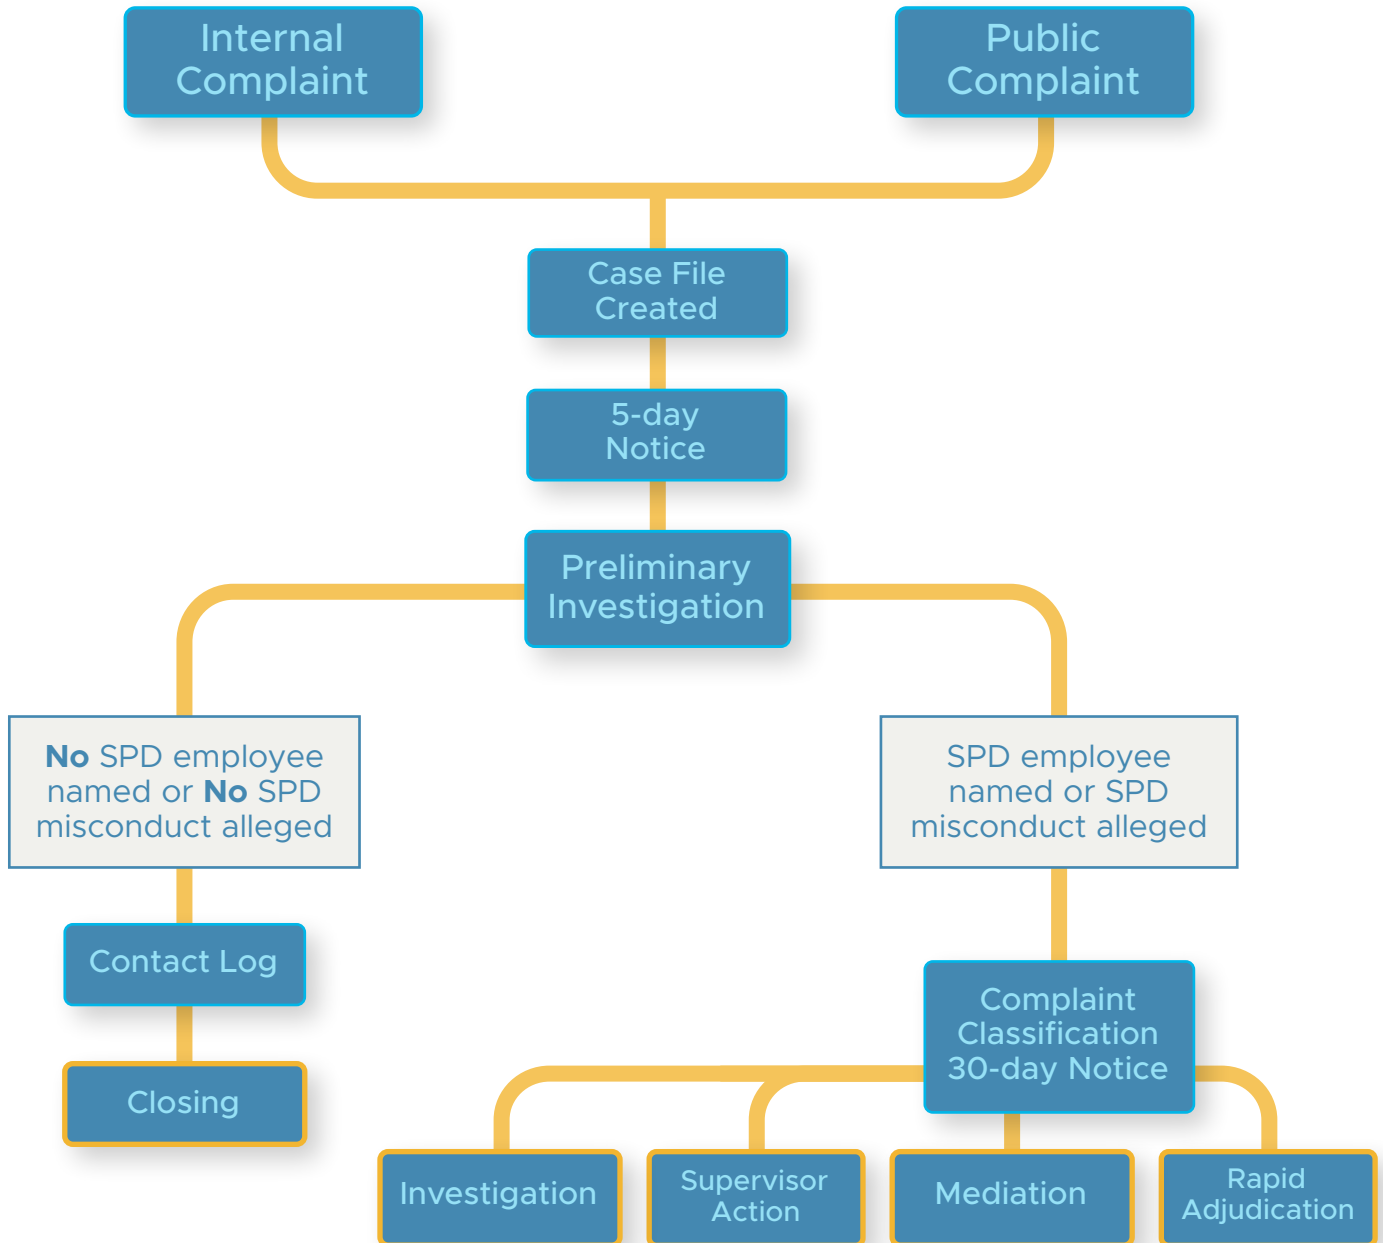 Internal
Complaint
Public
Complaint
Case File
Created
5-day
Notice
Preliminary
Investigation
No SPD employee
named or No SPD
misconduct alleged
SPD employee
named or SPD
misconduct alleged
Contact Log
Closing
Complaint
Classification
30-day Notice
Investigation
Supervisor
Action
Mediation
Rapid
Adjudication